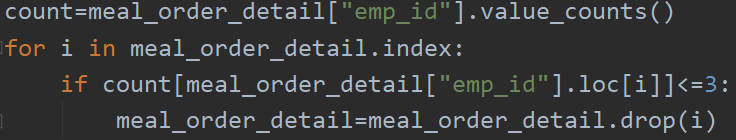 count=meal_order_detail["emp_id"].value_counts()
for i in meal_order_detail.index:
    if count[meal_order_detail["emp_id"].loc[i]]<=3:
        meal_order_detail=meal_order_detail.drop(i)